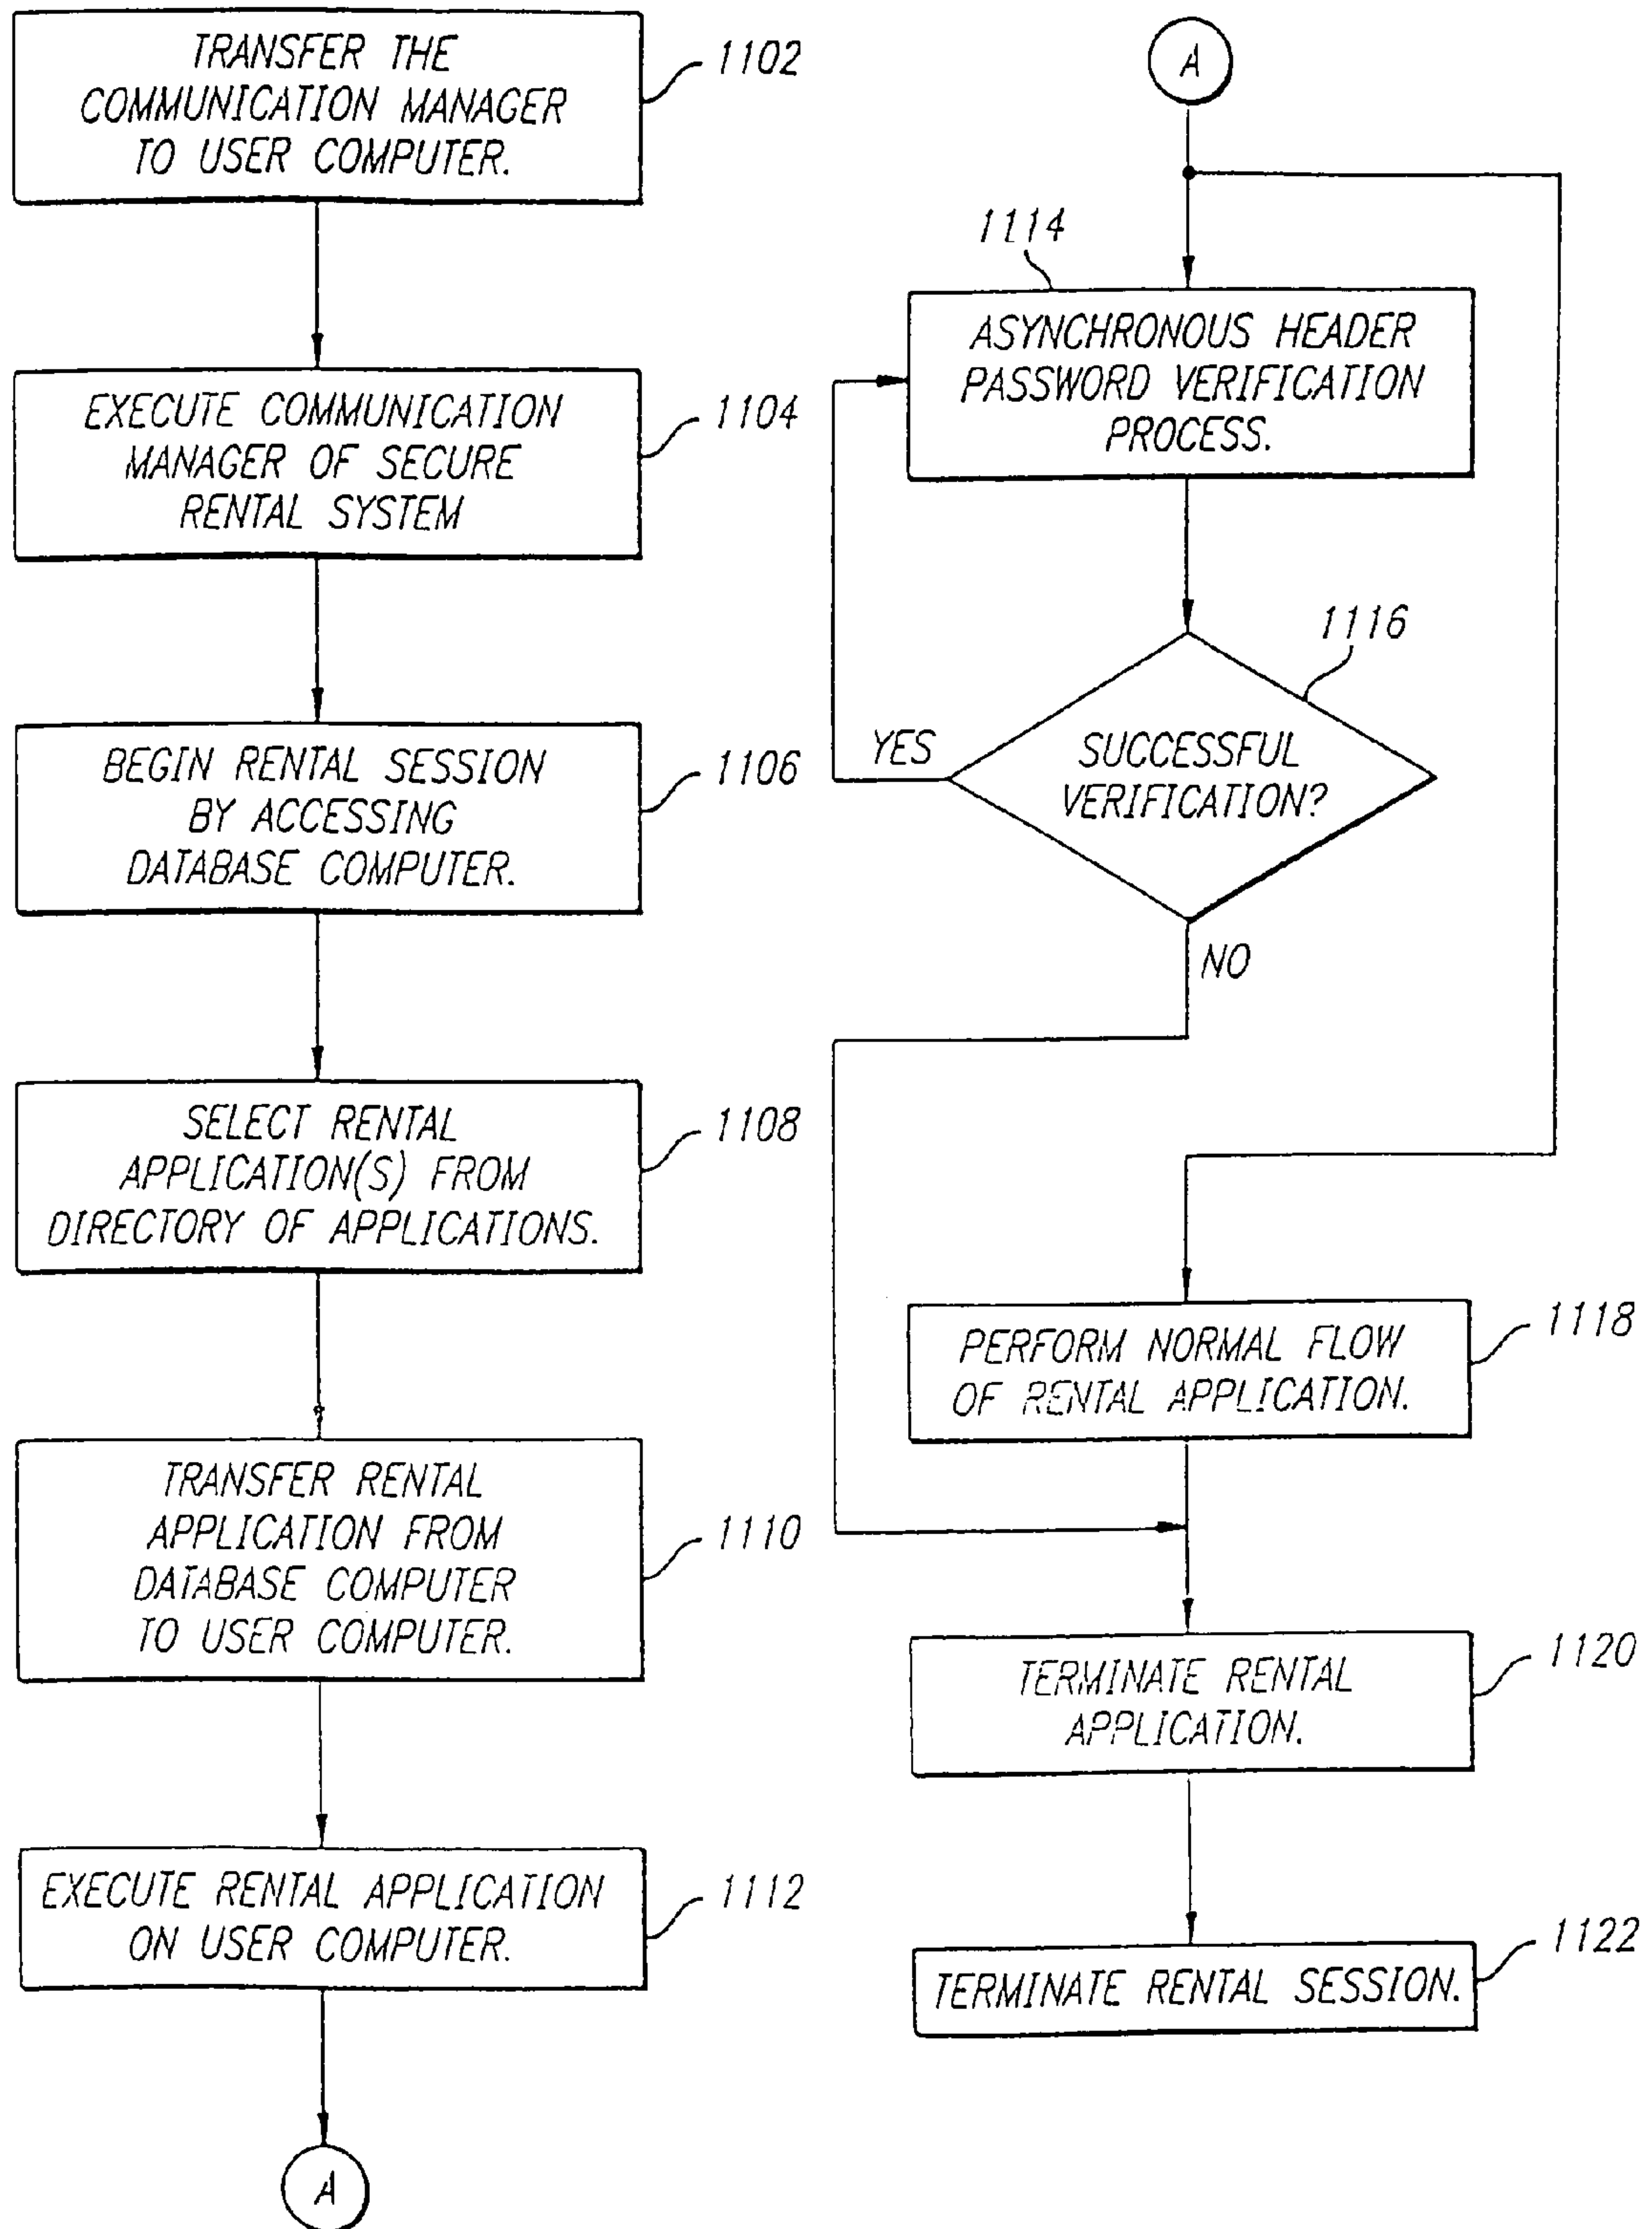 TRANSFER THE
COMMUNICATION MANAGER
TO USER COMPUTER.
1102
EXECUTE COMMUNICATION
MANAGER OF SECURE
RENTAL SYSTEM
1104
BEGIN RENTAL SESSION
BY ACCESSING
DATABASE COMPUTER.
1106
SELECT RENTAL
APPLICATION(S) FROM
DIRECTORY OF APPLICATIONS.
1108
TRANSFER RENTAL
APPLICATION FROM
DATABASE COMPUTER
TO USER COMPUTER.
1110
EXECUTE RENTAL APPLICATION
ON USER COMPUTER.
1112
A
A
1114
ASYNCHRONOUS HEADER
PASSWORD VERIFICATION
PROCESS.
1116
SUCCESSFUL
VERIFICATION?
YES
NO
PERFORM NORMAL FLOW
OF RENTAL APPLICATION.
1118
TERMINATE RENTAL
APPLICATION.
1120
TERMINATE RENTAL SESSION.
1122